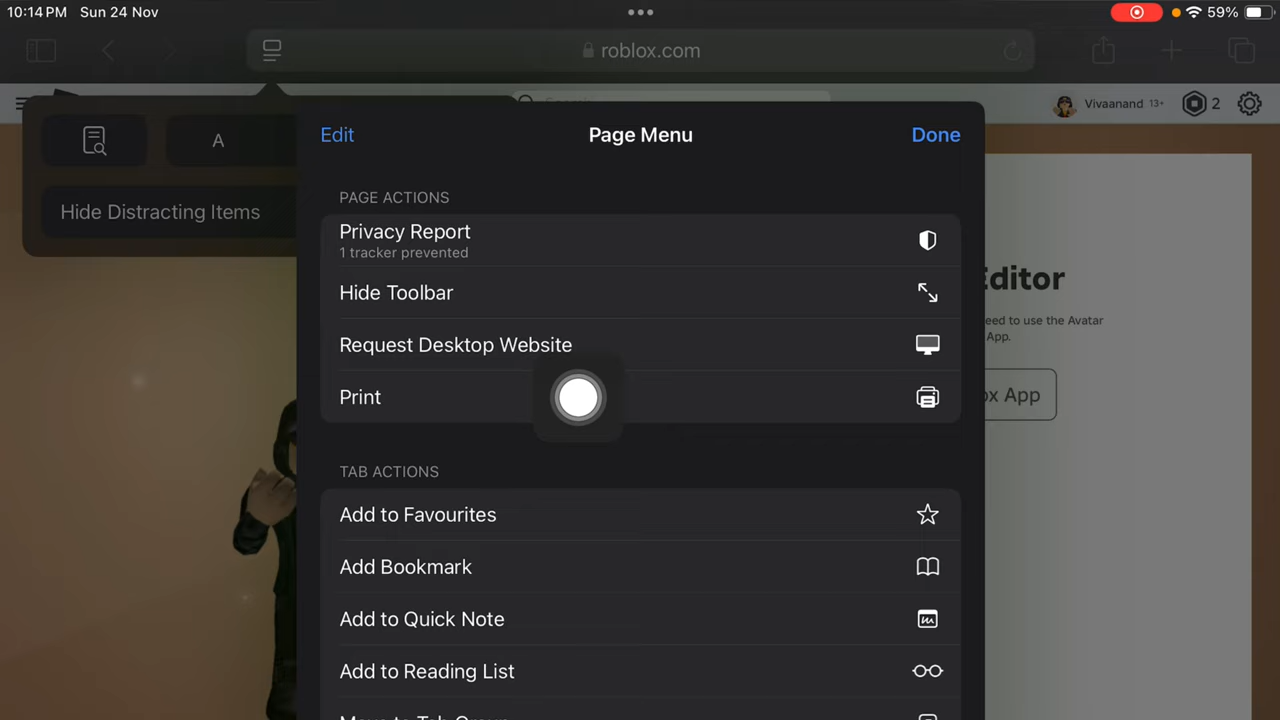 10:14 PM Sun 24 Nov
59%
roblox.com
Vivaanand 13+
2
A
Hide Distracting Items
Edit
Page Menu
Done
PAGE ACTIONS
Privacy Report
1 tracker prevented
Hide Toolbar
Request Desktop Website
Print
Editor
need to use the Avatar
App.
App
TAB ACTIONS
Add to Favourites
Add Bookmark
Add to Quick Note
Add to Reading List